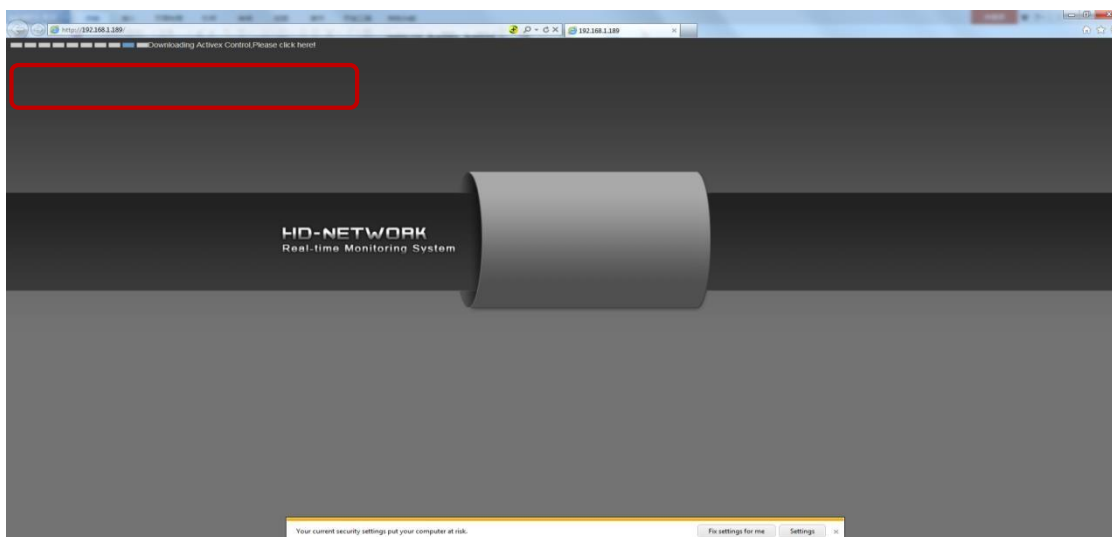 http://192.168.1.189/
192.168.1.189
Downloading Activex Control,Please click here!
HD-NETWORK
Real-time Monitoring System
Your current security settings put your computer at risk.
Fix settings for me
Settings